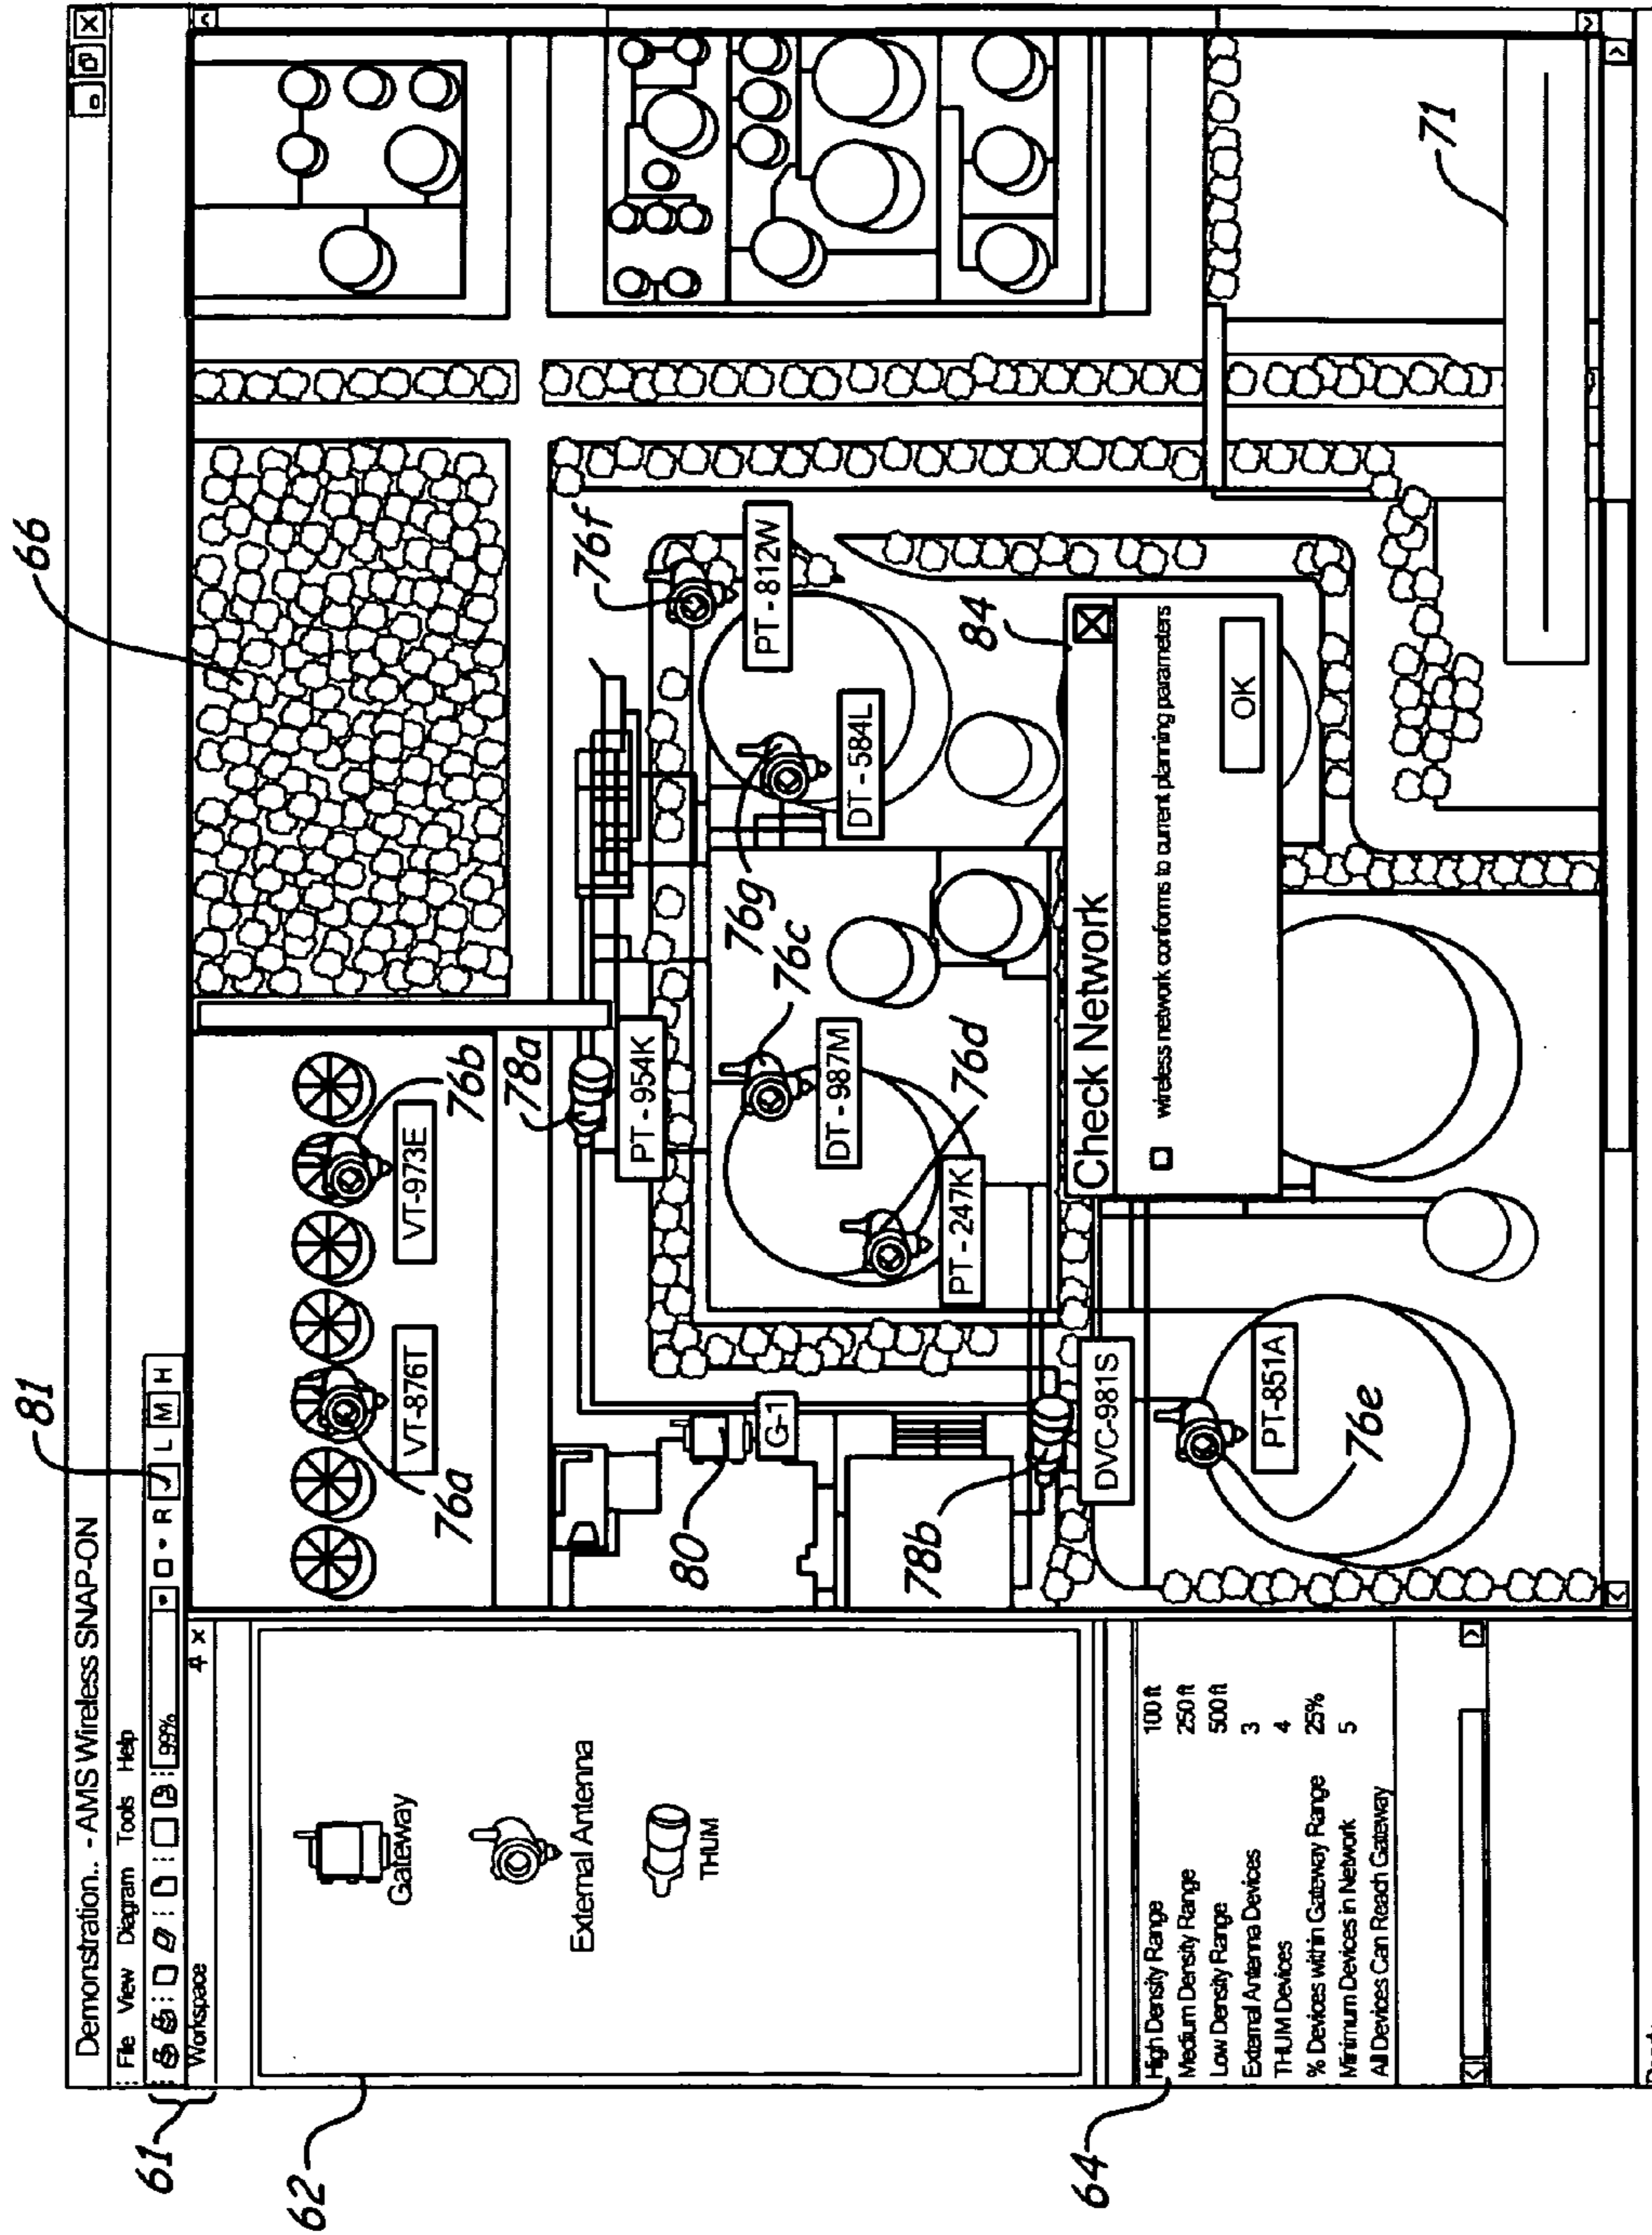 Demonstration.. - AMS Wireless SNAP-ON
File View Diagram Tools Help
99% R L M H
81
61
Workspace
66
62
Gateway
External Antenna
THUM
64
High Density Range 100 ft
Medium Density Range 250 ft
Low Density Range 500 ft
External Antenna Devices 3
THUM Devices 4
% Devices within Gateway Range 25%
Minimum Devices in Network 5
All Devices Can Reach Gateway
VT-876T
VT-973E
76a
76b
78a
76f
PT - 954K
PT - 812W
80
G-1
76g
76c
DT - 987M
DT - 584L
76d
PT - 247K
78b
84
DVC-981S
Check Network
wireless network conforms to current planning parameters
OK
PT-851A
76e
71